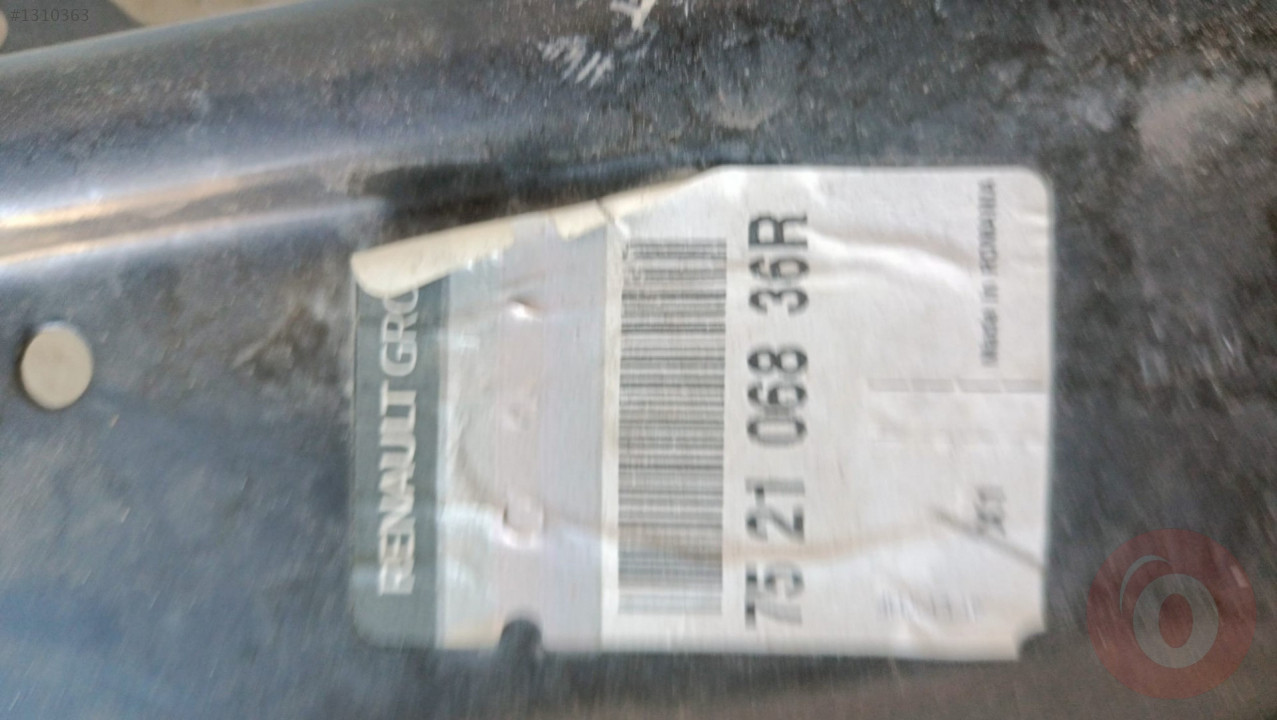 #1310363
RENAULT GRO
75 21 068 36R
MADE IN ROMANIA